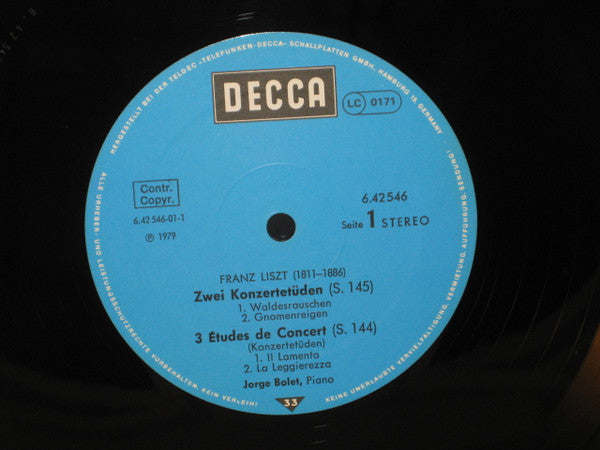 HERGESTELLT BEI DER TELDEC »TELEFUNKEN-DECCA« SCHALLPLATTEN GMBH, HAMBURG 19, GERMANY
DECCA
LC 0171
Contr.
Copyr.
6.42546-01-1
℗ 1979
6.42546
Seite 1 STEREO
FRANZ LISZT (1811–1886)
Zwei Konzertetüden (S. 145)
1. Waldesrauschen
2. Gnomenreigen
3 Études de Concert (S. 144)
(Konzertetüden)
1. Il Lamento
2. La Leggierezza
Jorge Bolet, Piano
33
ALLE URHEBER- UND LEISTUNGSSCHUTZRECHTE VORBEHALTEN. KEIN VERLEIH!
KEINE UNERLAUBTE VERVIELFÄLTIGUNG, VERMIETUNG, AUFFÜHRUNG, SENDUNG!